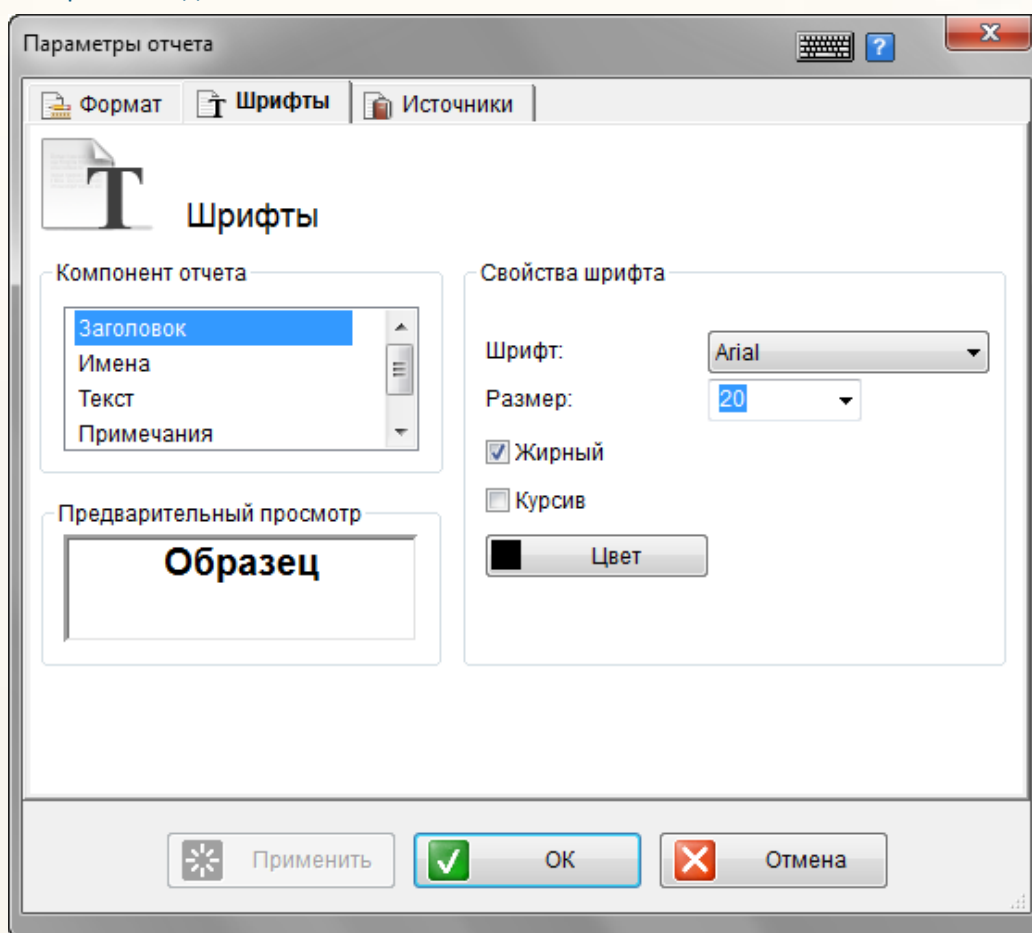 Параметры отчета
Формат
Шрифты
Источники
Шрифты
Компонент отчета
Заголовок
Имена
Текст
Примечания
Предварительный просмотр
Образец
Свойства шрифта
Шрифт: Arial
Размер: 20
Жирный
Курсив
Цвет
Применить
ОК
Отмена